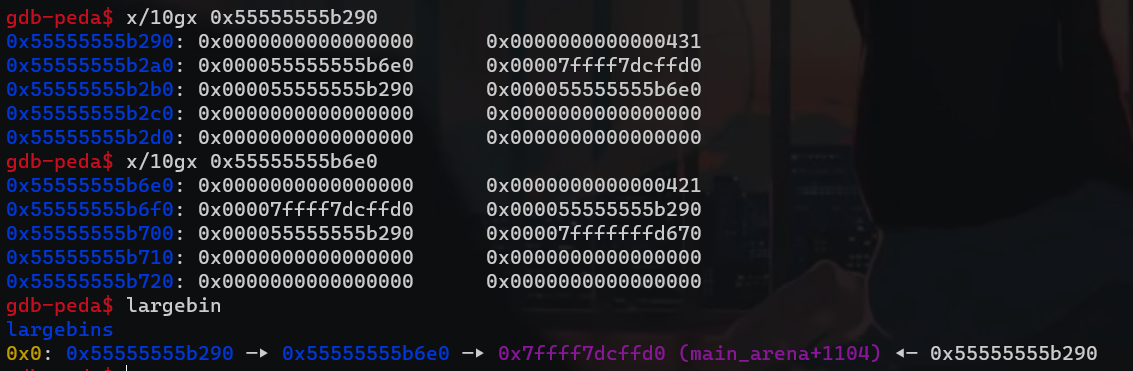 gdb-peda$ x/10gx 0x55555555b290
0x55555555b290: 0x0000000000000000 0x0000000000000431
0x55555555b2a0: 0x000055555555b6e0 0x00007ffff7dcffd0
0x55555555b2b0: 0x000055555555b290 0x000055555555b6e0
0x55555555b2c0: 0x0000000000000000 0x0000000000000000
0x55555555b2d0: 0x0000000000000000 0x0000000000000000
gdb-peda$ x/10gx 0x55555555b6e0
0x55555555b6e0: 0x0000000000000000 0x0000000000000421
0x55555555b6f0: 0x00007ffff7dcffd0 0x000055555555b290
0x55555555b700: 0x000055555555b290 0x00007fffffffd670
0x55555555b710: 0x0000000000000000 0x0000000000000000
0x55555555b720: 0x0000000000000000 0x0000000000000000
gdb-peda$ largebin
largebins
0x0: 0x55555555b290 —▸ 0x55555555b6e0 —▸ 0x7ffff7dcffd0 (main_arena+1104) ◂— 0x55555555b290